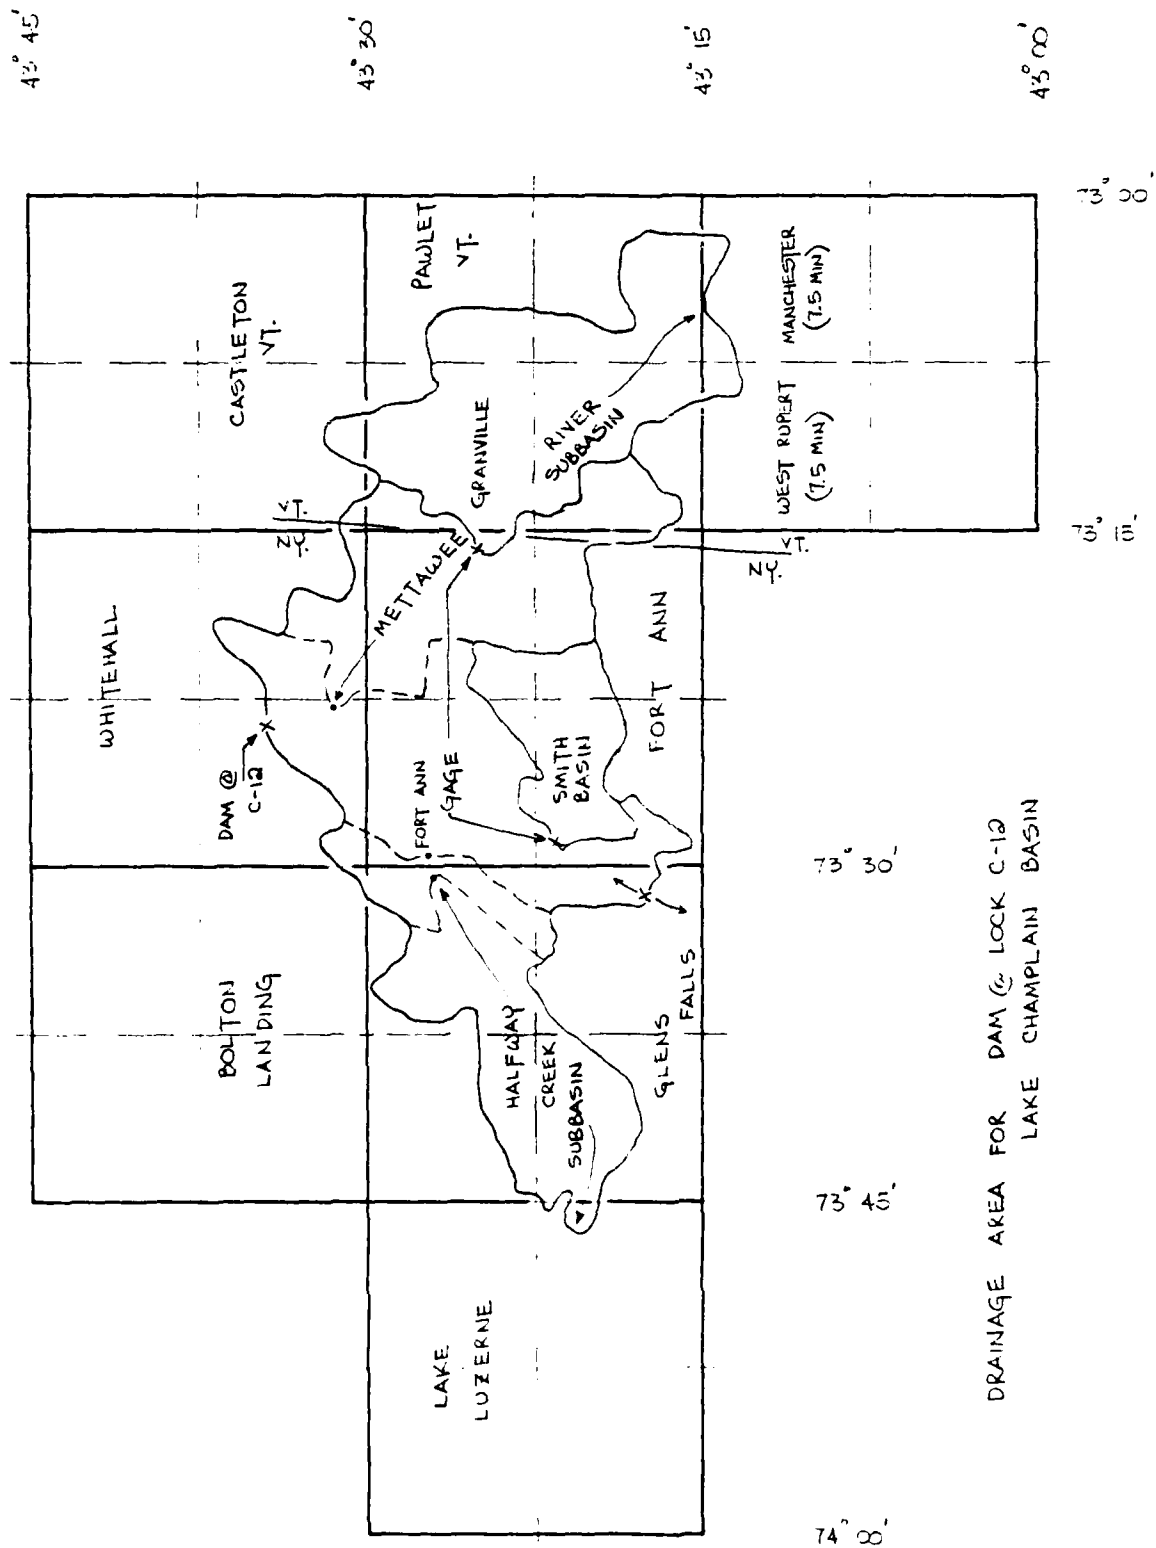 43° 45'
43° 30'
43° 15'
43° 00'
73° 00'
73° 15'
73° 30'
73° 45'
74° 00'
CASTLETON
VT.
PAWLET
VT.
MANCHESTER
(7.5 MIN)
WEST RUPERT
(7.5 MIN)
GRANVILLE
RIVER
SUBBASIN
VT.
N.Y.
METTAWEE
VT.
N.Y.
WHITEHALL
FORT ANN
DAM @
C-12
FORT ANN
GAGE
SMITH
BASIN
BOLTON
LANDING
HALFWAY
CREEK
SUBBASIN
GLENS
FALLS
LAKE
LUZERNE
DRAINAGE AREA FOR DAM @ LOCK C-12
LAKE CHAMPLAIN BASIN